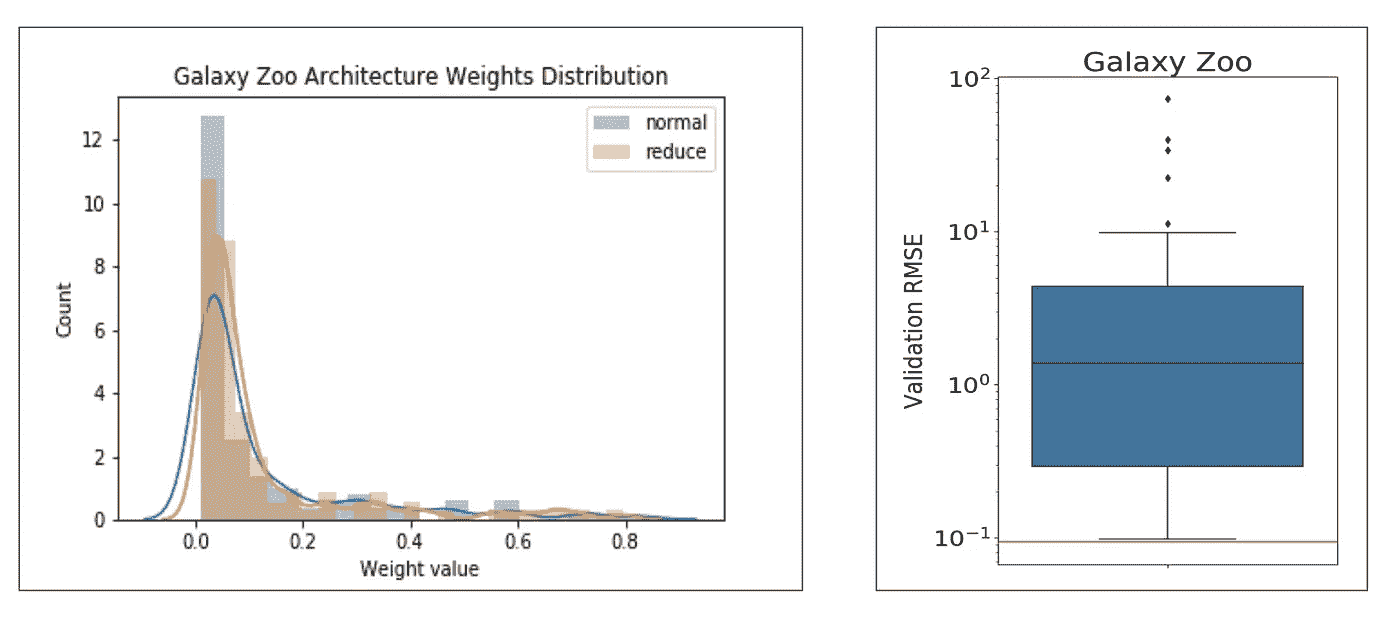 Galaxy Zoo Architecture Weights Distribution
normal
reduce
12
10
8
6
4
2
0
Count
0.0 0.2 0.4 0.6 0.8
Weight value
Galaxy Zoo
10²
10¹
10⁰
10⁻¹
Validation RMSE